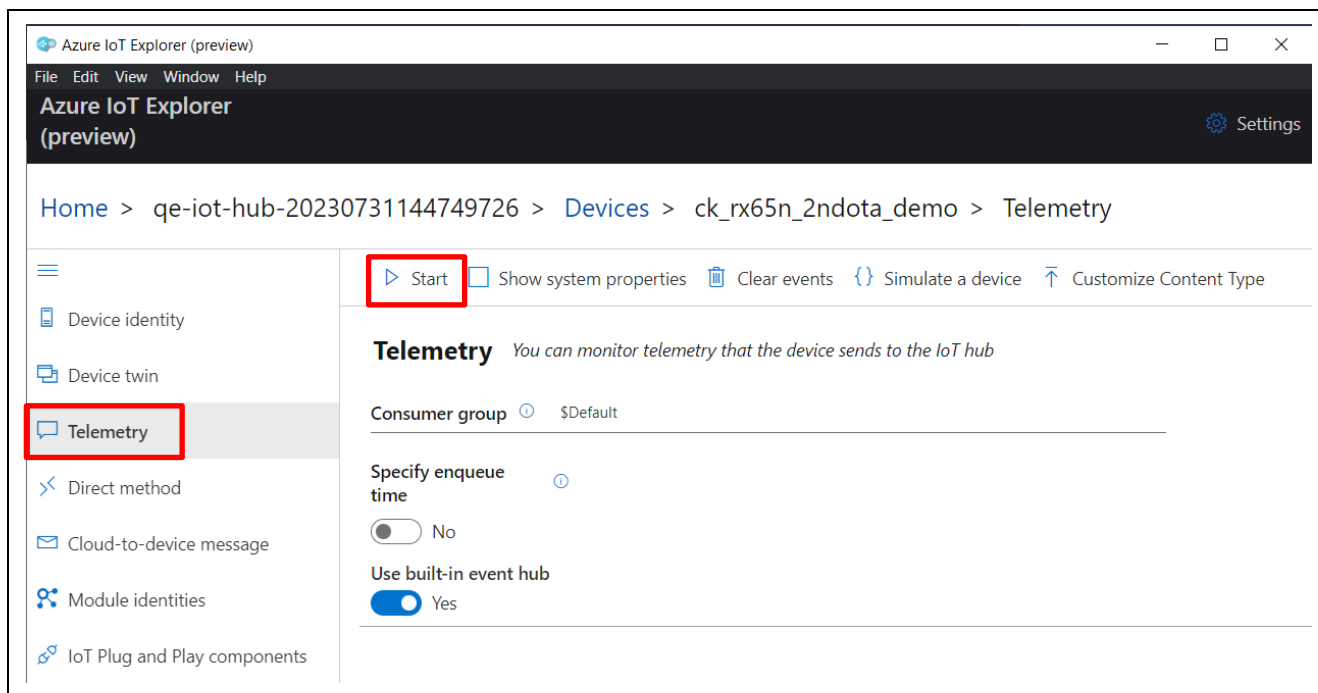 Azure IoT Explorer (preview)
File Edit View Window Help
Azure IoT Explorer
(preview)
Settings
Home > qe-iot-hub-20230731144749726 > Devices > ck_rx65n_2ndota_demo > Telemetry
Start Show system properties Clear events {} Simulate a device Customize Content Type
Device identity
Device twin
Telemetry
Direct method
Cloud-to-device message
Module identities
IoT Plug and Play components
Telemetry You can monitor telemetry that the device sends to the IoT hub
Consumer group $Default
Specify enqueue
time
No
Use built-in event hub
Yes